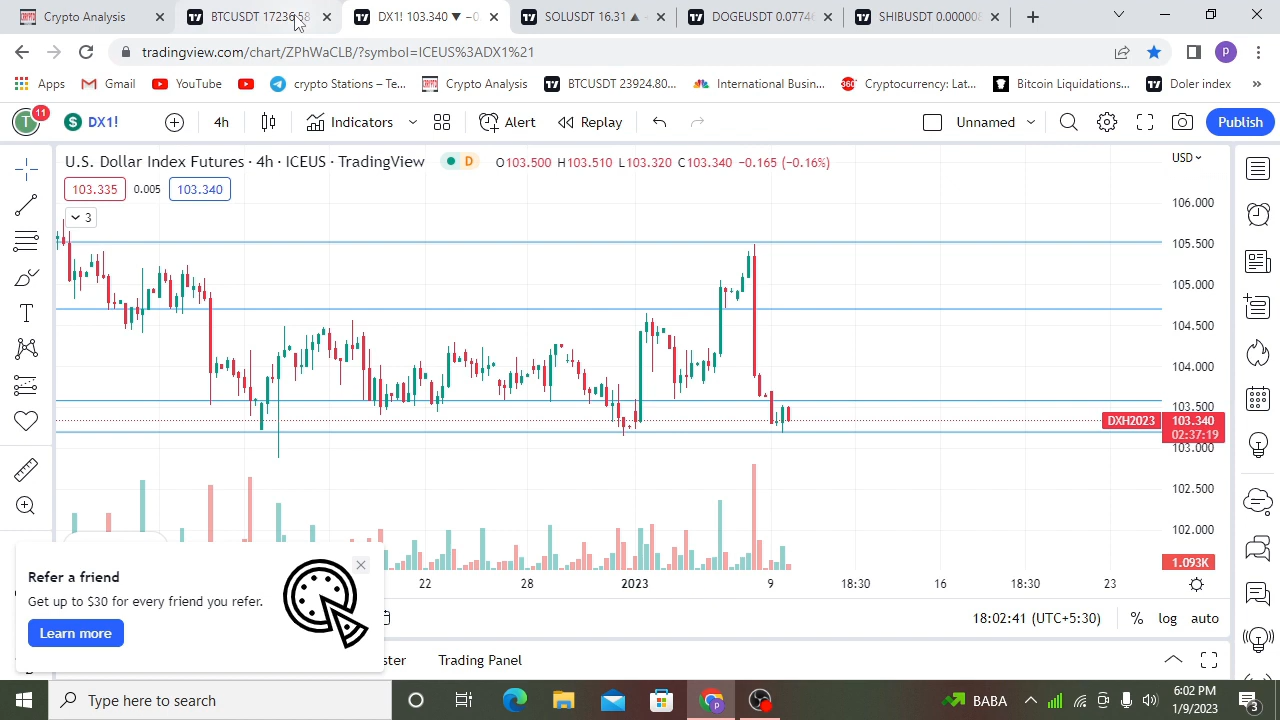 Crypto Analysis
BTCUSDT 17236.58
DX1! 103.340 ▼ −0
SOLUSDT 16.31 ▲
DOGEUSDT 0.0774
SHIBUSDT 0.00000
tradingview.com/chart/ZPhWaCLB/?symbol=ICEUS%3ADX1%21
P
Apps
Gmail
YouTube
crypto Stations – Te...
Crypto Analysis
BTCUSDT 23924.80...
International Busin...
Cryptocurrency: Lat...
Bitcoin Liquidations...
Doler index
»
T
11
$ DX1!
4h
Indicators
Alert
Replay
Unnamed
Publish
U.S. Dollar Index Futures · 4h · ICEUS · TradingView
D
O103.500 H103.510 L103.320 C103.340 −0.165 (−0.16%)
USD
103.335
0.005
103.340
3
106.000
105.500
105.000
104.500
104.000
103.500
DXH2023
103.340
02:37:19
103.000
102.500
102.000
1.093K
22
28
2023
9
18:30
16
18:30
23
Refer a friend
Get up to $30 for every friend you refer.
Learn more
18:02:41 (UTC+5:30)
%
log
auto
ster
Trading Panel
Type here to search
BABA
6:02 PM
1/9/2023
3